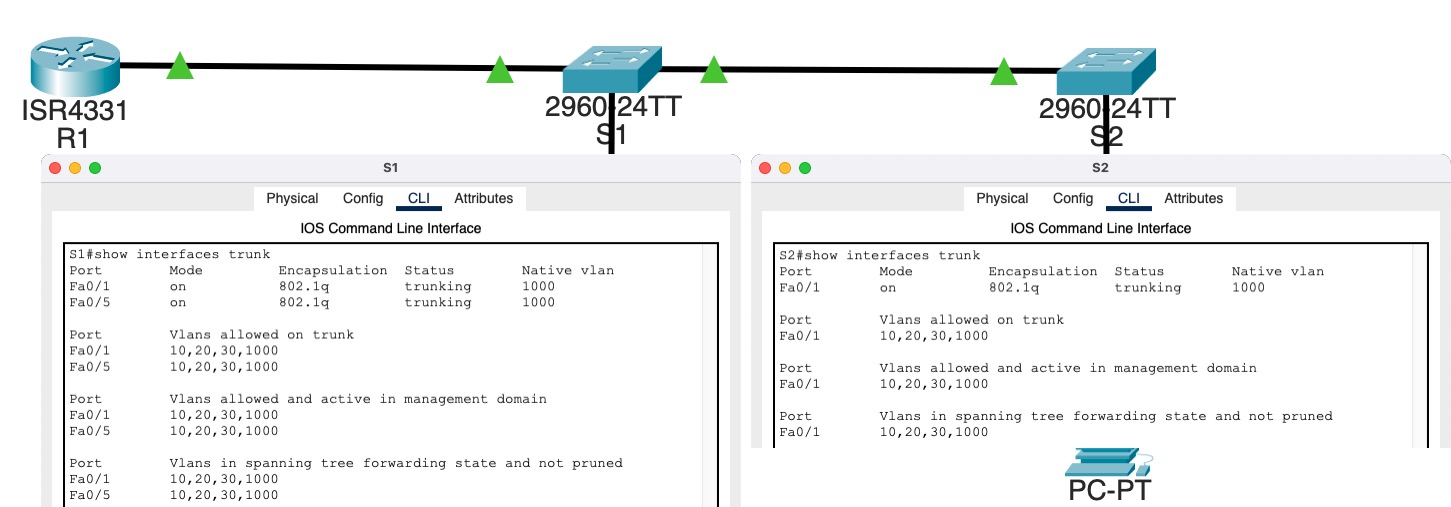 ISR4331
R1
2960-24TT
S1
2960-24TT
S2
S1
Physical Config CLI Attributes
IOS Command Line Interface
S1#show interfaces trunk
Port Mode Encapsulation Status Native vlan
Fa0/1 on 802.1q trunking 1000
Fa0/5 on 802.1q trunking 1000
Port Vlans allowed on trunk
Fa0/1 10,20,30,1000
Fa0/5 10,20,30,1000
Port Vlans allowed and active in management domain
Fa0/1 10,20,30,1000
Fa0/5 10,20,30,1000
Port Vlans in spanning tree forwarding state and not pruned
Fa0/1 10,20,30,1000
Fa0/5 10,20,30,1000
S2
Physical Config CLI Attributes
IOS Command Line Interface
S2#show interfaces trunk
Port Mode Encapsulation Status Native vlan
Fa0/1 on 802.1q trunking 1000
Port Vlans allowed on trunk
Fa0/1 10,20,30,1000
Port Vlans allowed and active in management domain
Fa0/1 10,20,30,1000
Port Vlans in spanning tree forwarding state and not pruned
Fa0/1 10,20,30,1000
PC-PT